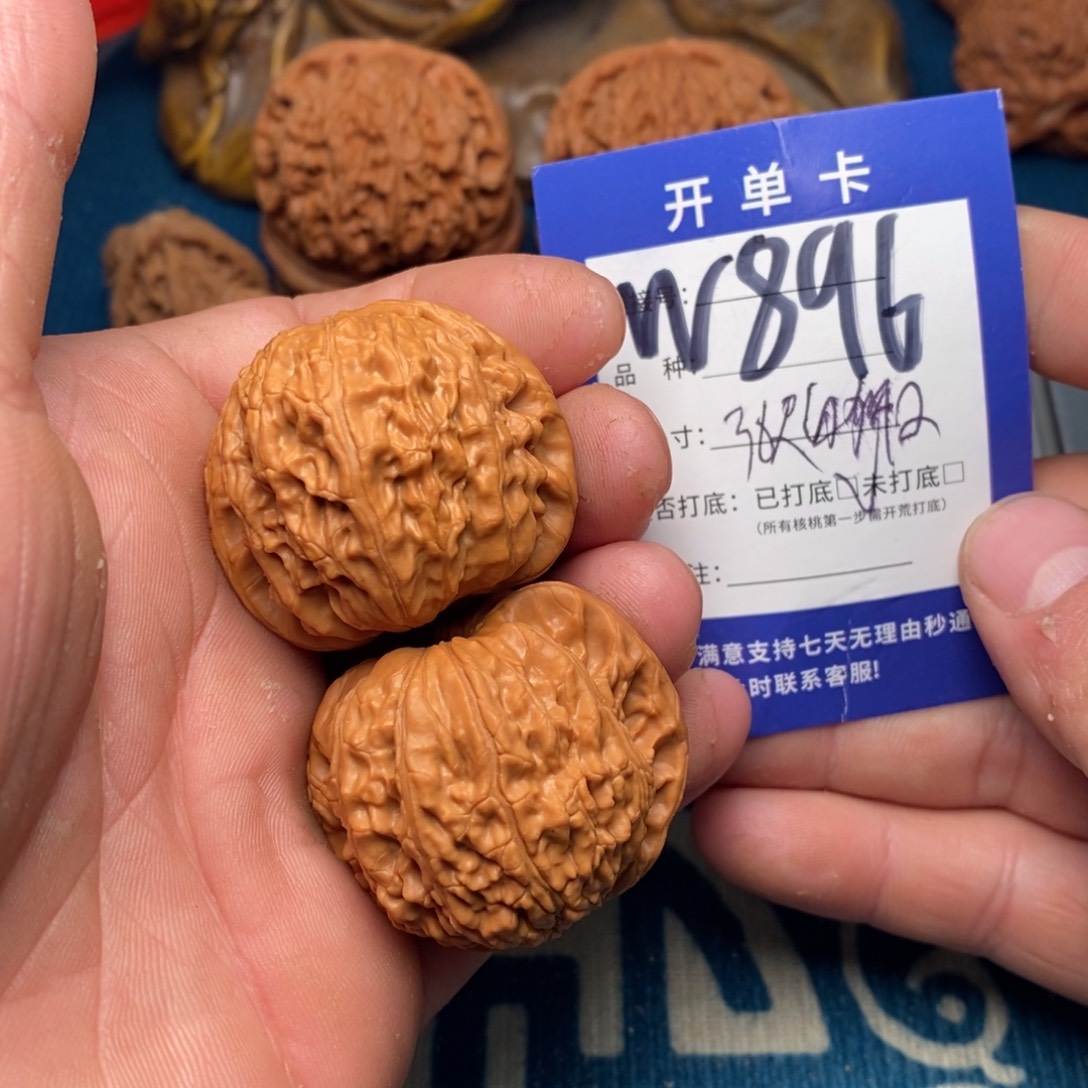 开单卡
W896
品 种
寸:
否打底: 已打底☐未打底☐
(所有核桃第一步需开荒打底)
注:
满意支持七天无理由秒通
时联系客服!